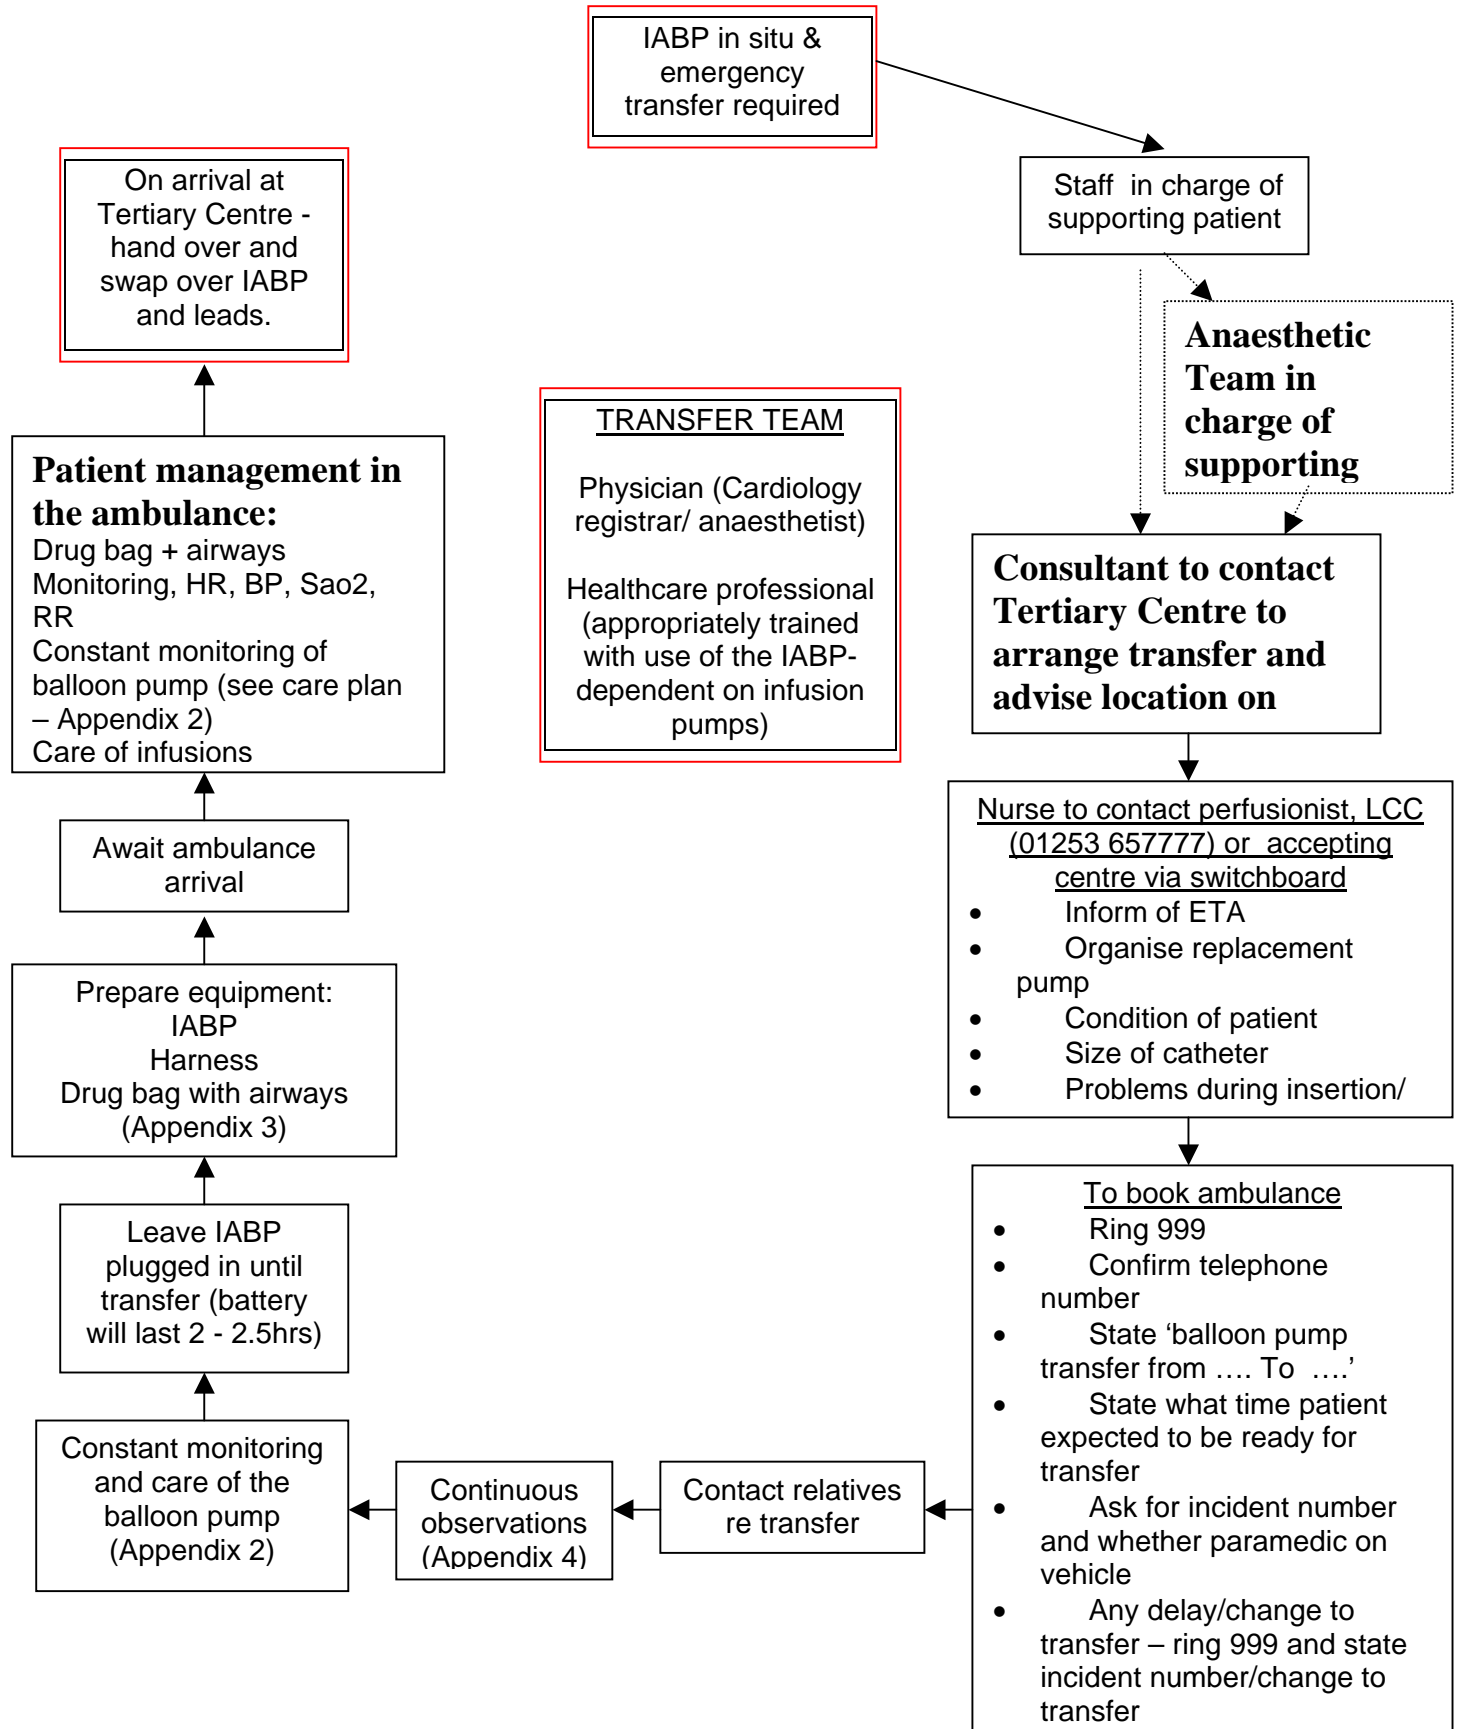 IABP in situ &
emergency
transfer required
Staff  in charge of
supporting patient
Anaesthetic
Team in
charge of
supporting
Consultant to contact
Tertiary Centre to
arrange transfer and
advise location on
Nurse to contact perfusionist, LCC
(01253 657777) or  accepting
centre via switchboard
• Inform of ETA
• Organise replacement
pump
• Condition of patient
• Size of catheter
• Problems during insertion/
To book ambulance
• Ring 999
• Confirm telephone
number
• State ‘balloon pump
transfer from …. To  ….’
• State what time patient
expected to be ready for
transfer
• Ask for incident number
and whether paramedic on
vehicle
• Any delay/change to
transfer – ring 999 and state
incident number/change to
transfer
Contact relatives
re transfer
Continuous
observations
(Appendix 4)
Constant monitoring
and care of the
balloon pump
(Appendix 2)
Leave IABP
plugged in until
transfer (battery
will last 2 - 2.5hrs)
Prepare equipment:
IABP
Harness
Drug bag with airways
(Appendix 3)
Await ambulance
arrival
Patient management in
the ambulance:
Drug bag + airways
Monitoring, HR, BP, Sao2,
RR
Constant monitoring of
balloon pump (see care plan
– Appendix 2)
Care of infusions
On arrival at
Tertiary Centre -
hand over and
swap over IABP
and leads.
TRANSFER TEAM
Physician (Cardiology
registrar/ anaesthetist)
Healthcare professional
(appropriately trained
with use of the IABP-
dependent on infusion
pumps)